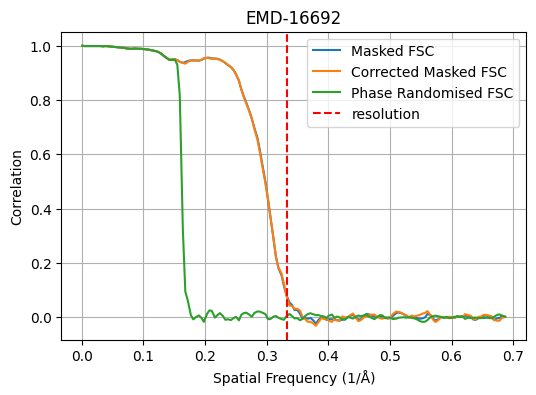 EMD-16692
Masked FSC
Corrected Masked FSC
Phase Randomised FSC
resolution
1.0
0.8
0.6
0.4
0.2
0.0
Correlation
0.0 0.1 0.2 0.3 0.4 0.5 0.6 0.7
Spatial Frequency (1/Å)